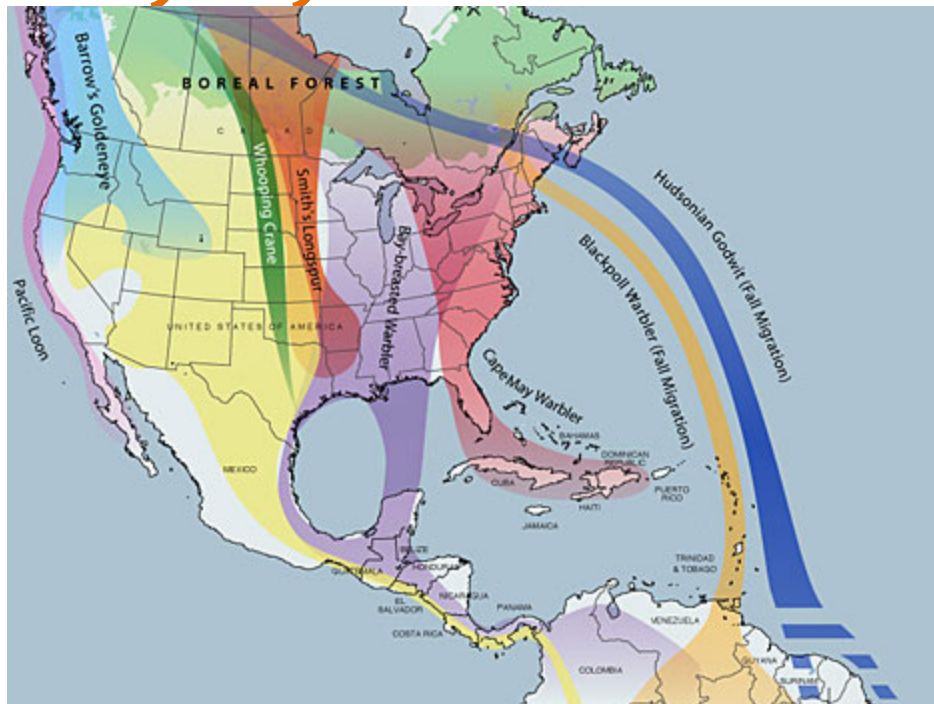 BOREAL FOREST
CANADA
Barrow's Goldeneye
Whooping Crane
Smith's Longspur
Bay-breasted Warbler
Hudsonian Godwit (Fall Migration)
Blackpoll Warbler (Fall Migration)
Pacific Loon
UNITED STATES OF AMERICA
Cape May Warbler
BAHAMAS
DOMINICAN
REPUBLIC
MEXICO
CUBA
HAITI
PUERTO
RICO
JAMAICA
BELIZE
GUATEMALA
HONDURAS
EL
SALVADOR
NICARAGUA
COSTA RICA
PANAMA
TRINIDAD
& TOBAGO
VENEZUELA
COLOMBIA
GUYANA
SURINAM